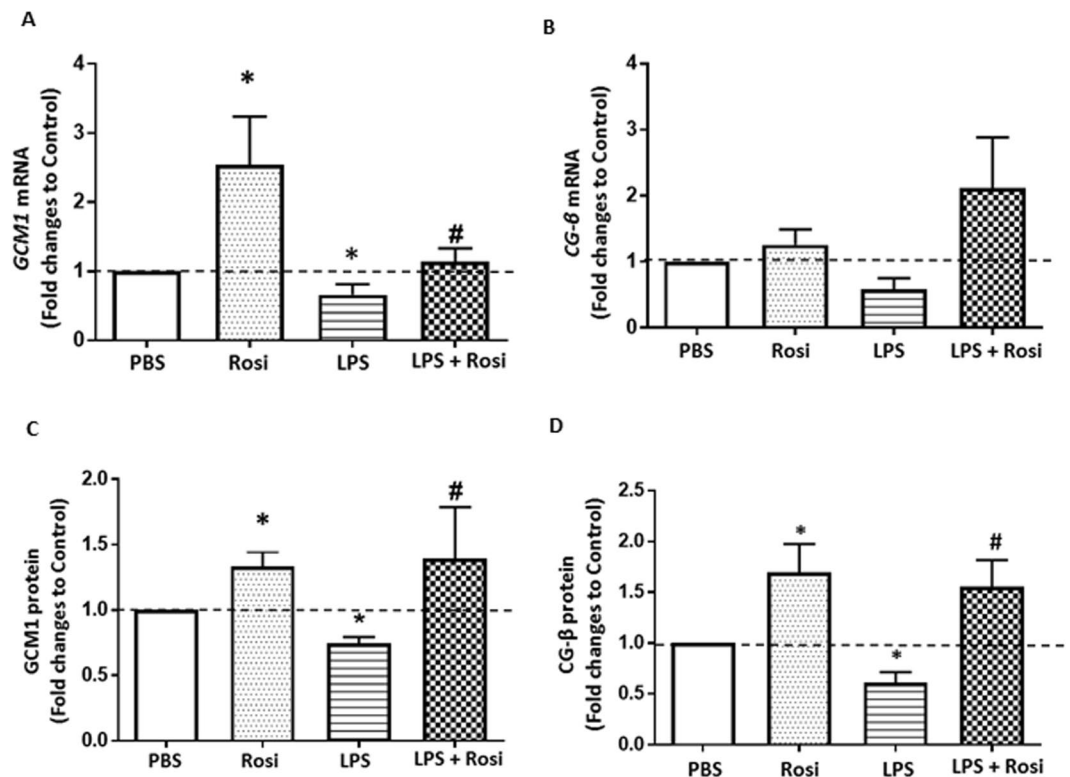 A
GCM1 mRNA
(Fold changes to Control)
4
3
2
1
0
*
*
#
PBS
Rosi
LPS
LPS + Rosi
B
CG-β mRNA
(Fold changes to Control)
4
3
2
1
0
PBS
Rosi
LPS
LPS + Rosi
C
GCM1 protein
(Fold changes to Control)
2.0
1.5
1.0
0.5
0.0
*
*
#
PBS
Rosi
LPS
LPS + Rosi
D
CG-β protein
(Fold changes to Control)
2.5
2.0
1.5
1.0
0.5
0.0
*
*
#
PBS
Rosi
LPS
LPS + Rosi